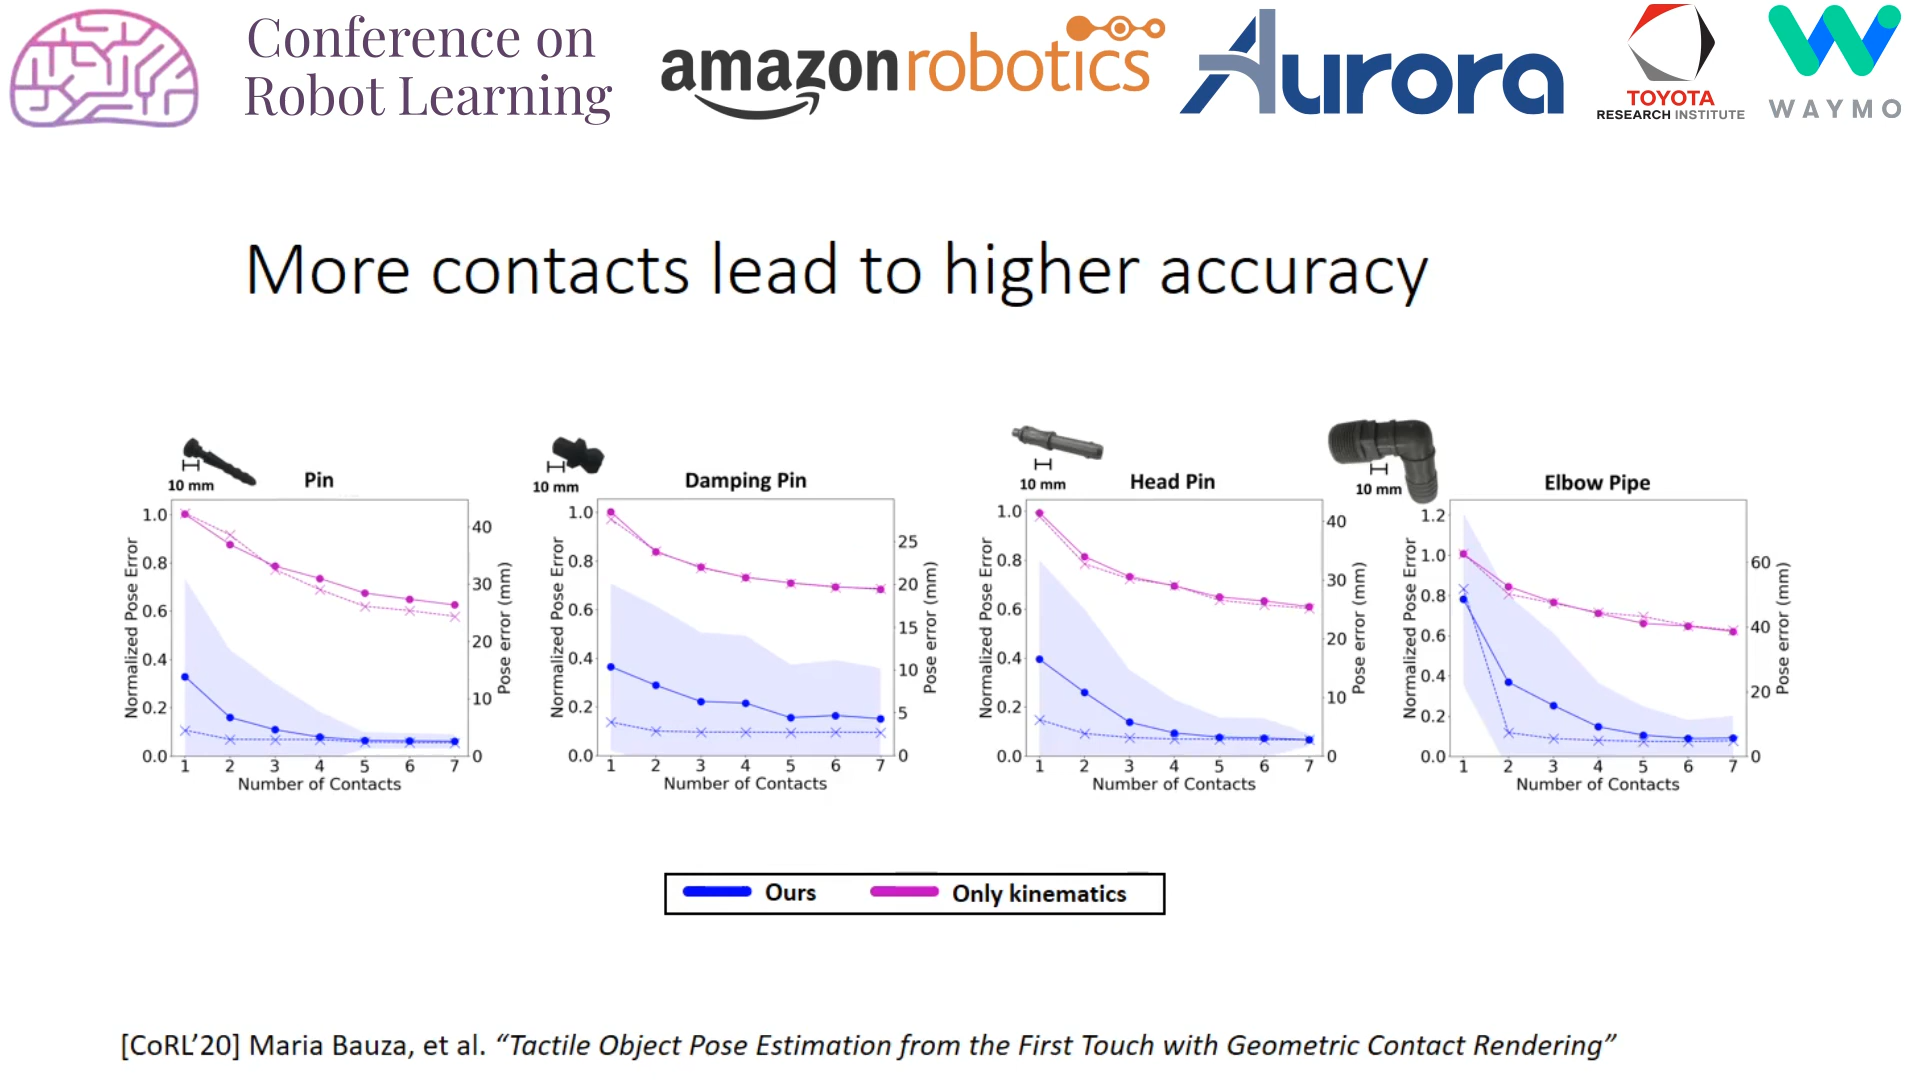 Conference on
Robot Learning
amazon robotics
Aurora
TOYOTA
RESEARCH INSTITUTE
WAYMO
More contacts lead to higher accuracy
10 mm
Pin
1.0
0.8
0.6
0.4
0.2
0.0
Normalized Pose Error
40
30
20
10
0
Pose error (mm)
1 2 3 4 5 6 7
Number of Contacts
10 mm
Damping Pin
1.0
0.8
0.6
0.4
0.2
0.0
Normalized Pose Error
25
20
15
10
5
0
Pose error (mm)
1 2 3 4 5 6 7
Number of Contacts
10 mm
Head Pin
1.0
0.8
0.6
0.4
0.2
0.0
Normalized Pose Error
40
30
20
10
0
Pose error (mm)
1 2 3 4 5 6 7
Number of Contacts
10 mm
Elbow Pipe
1.2
1.0
0.8
0.6
0.4
0.2
0.0
Normalized Pose Error
60
40
20
0
Pose error (mm)
1 2 3 4 5 6 7
Number of Contacts
Ours Only kinematics
[CoRL’20] Maria Bauza, et al. “Tactile Object Pose Estimation from the First Touch with Geometric Contact Rendering”